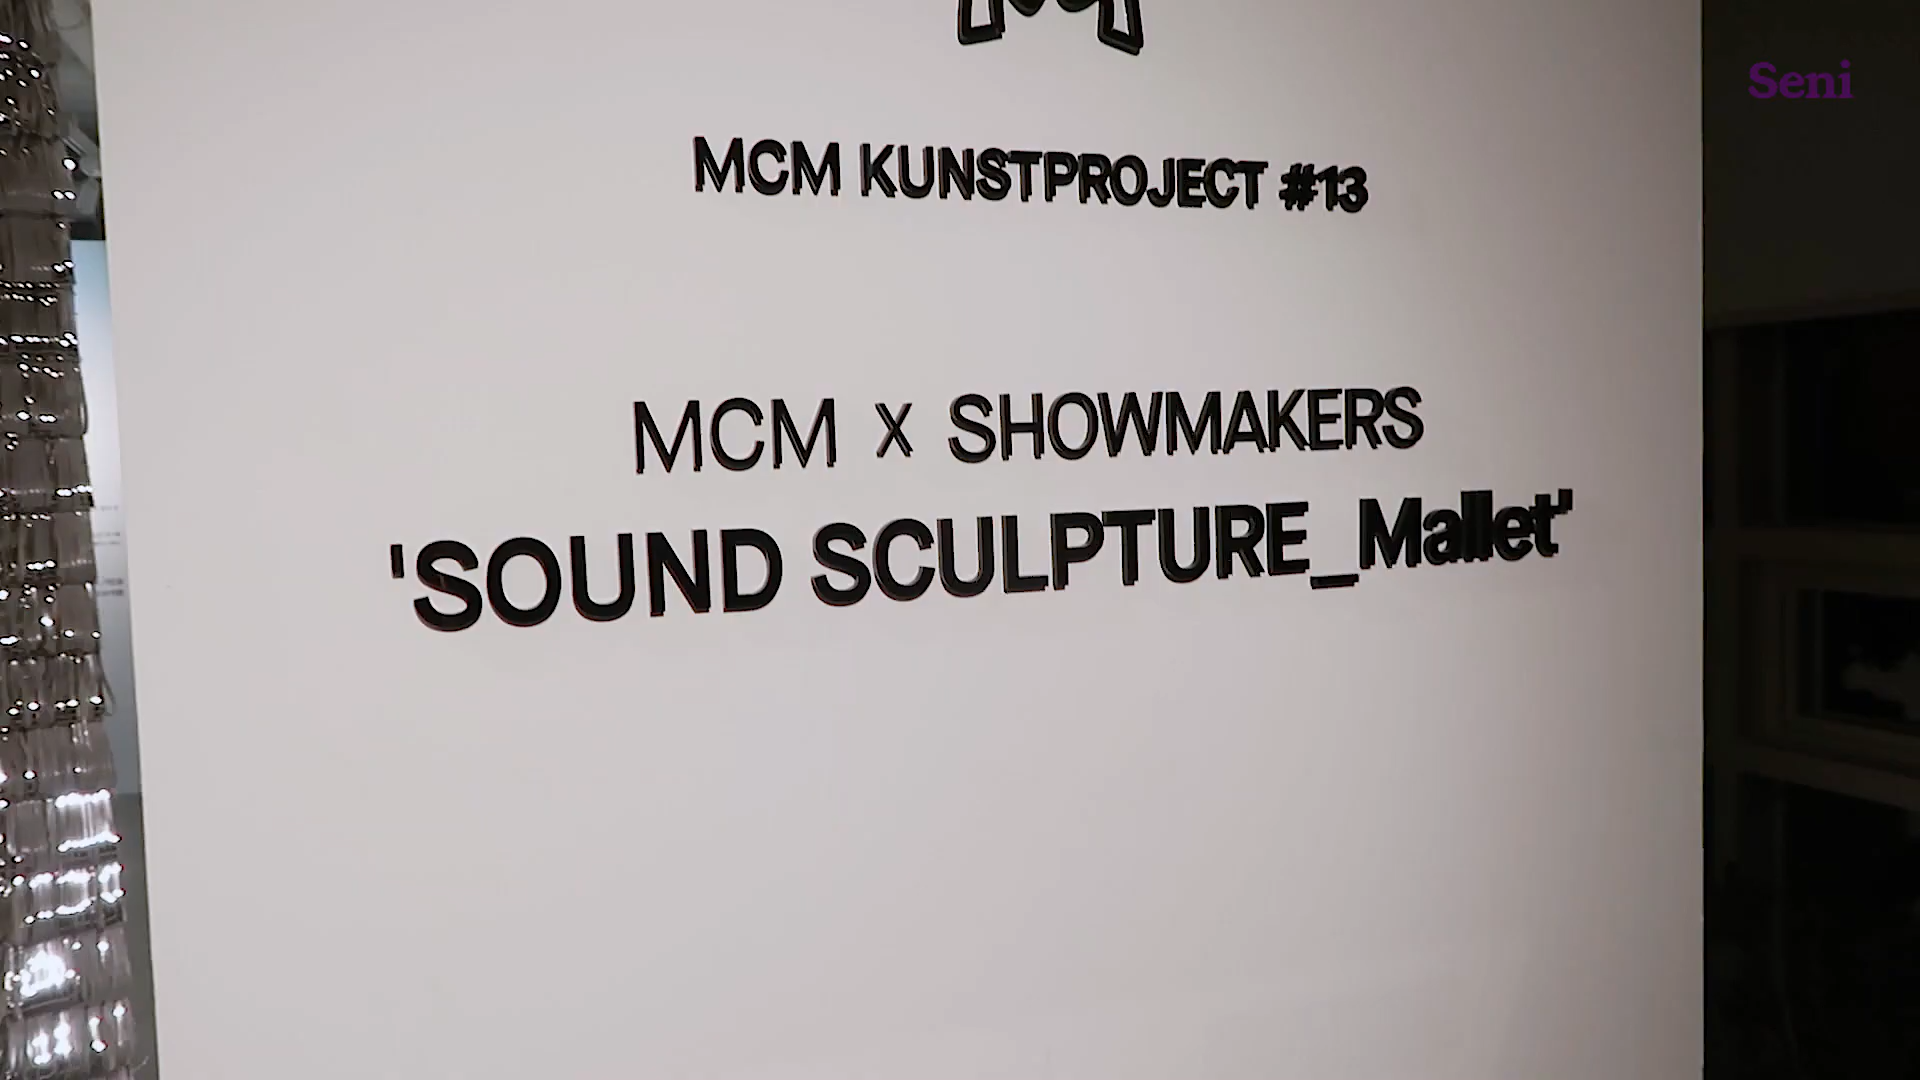 Seni
MCM KUNSTPROJECT #13
MCM X SHOWMAKERS
'SOUND SCULPTURE_Mallet'